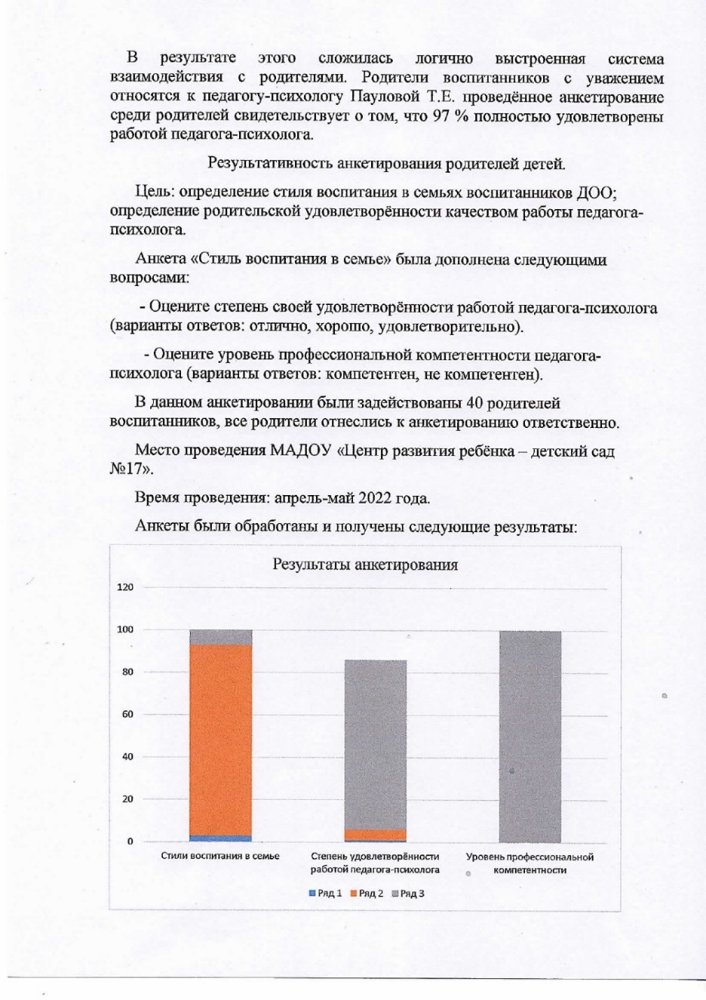 В результате этого сложилась логично выстроенная система
взаимодействия с родителями. Родители воспитанников с уважением
относятся к педагогу-психологу Пауловой Т.Е. проведённое анкетирование
среди родителей свидетельствует о том, что 97 % полностью удовлетворены
работой педагога-психолога.
Результативность анкетирования родителей детей.
Цель: определение стиля воспитания в семьях воспитанников ДОО;
определение родительской удовлетворённости качеством работы педагога-
психолога.
Анкета «Стиль воспитания в семье» была дополнена следующими
вопросами:
- Оцените степень своей удовлетворённости работой педагога-психолога
(варианты ответов: отлично, хорошо, удовлетворительно).
- Оцените уровень профессиональной компетентности педагога-
психолога (варианты ответов: компетентен, не компетентен).
В данном анкетировании были задействованы 40 родителей
воспитанников, все родители отнеслись к анкетированию ответственно.
Место проведения МАДОУ «Центр развития ребёнка – детский сад
№17».
Время проведения: апрель-май 2022 года.
Анкеты были обработаны и получены следующие результаты:
Результаты анкетирования
120
100
80
60
40
20
0
Стили воспитания в семье
Степень удовлетворённости
работой педагога-психолога
Уровень профессиональной
компетентности
Ряд 1 Ряд 2 Ряд 3